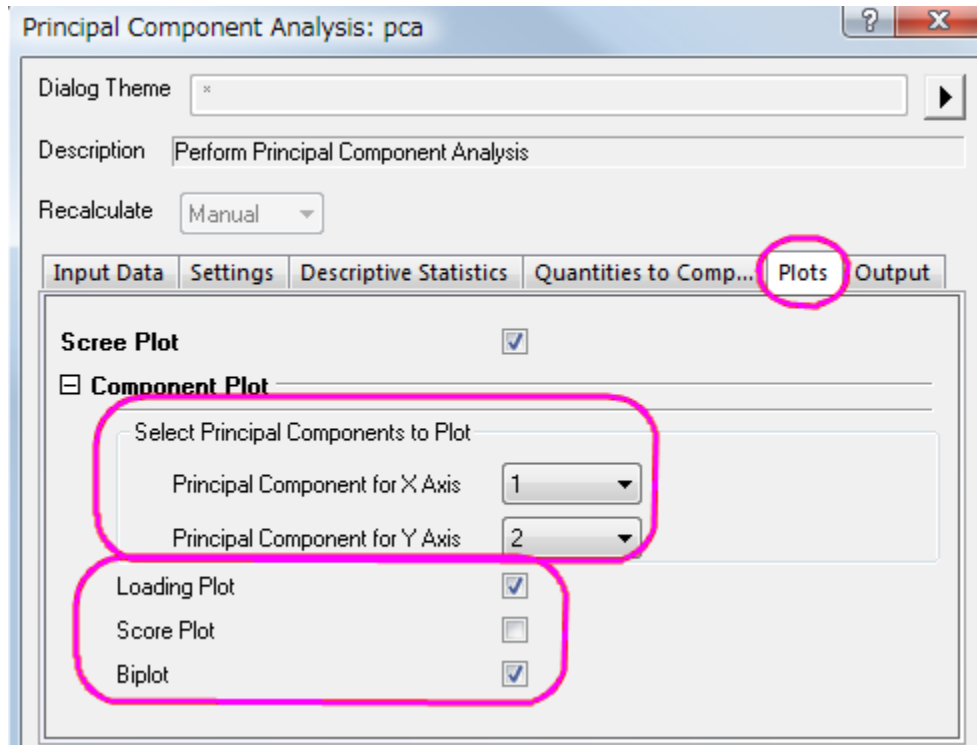 Principal Component Analysis: pca
?
X
Dialog Theme *
Description Perform Principal Component Analysis
Recalculate Manual
Input Data Settings Descriptive Statistics Quantities to Comp... Plots Output
Scree Plot
Component Plot
Select Principal Components to Plot
Principal Component for X Axis 1
Principal Component for Y Axis 2
Loading Plot
Score Plot
Biplot